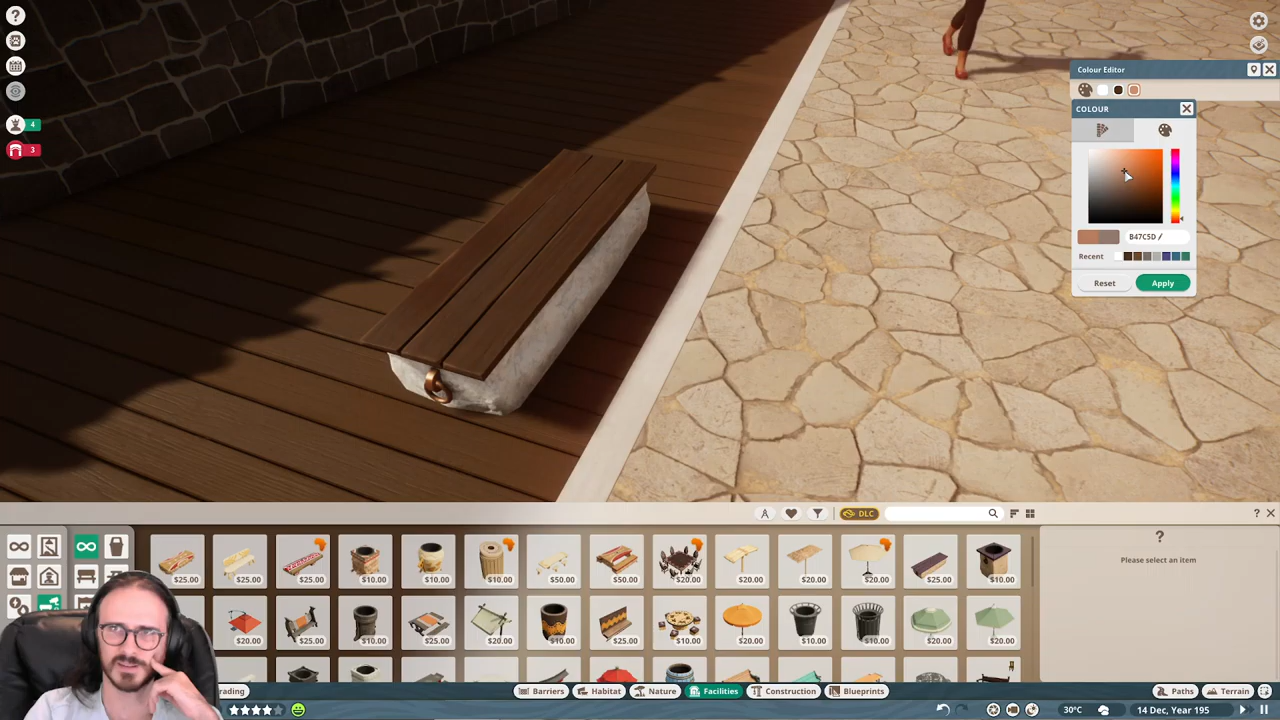 ?
4
3
Colour Editor
COLOUR
B47C5D
Recent
Reset
Apply
DLC
?
$25.00 $25.00 $25.00 $10.00 $10.00 $10.00 $50.00 $50.00 $20.00 $20.00 $20.00 $20.00 $25.00 $10.00
?
Please select an item
$20.00 $25.00 $10.00 $25.00 $20.00 $10.00 $25.00 $10.00 $20.00 $10.00 $10.00 $20.00 $20.00
rading
Barriers Habitat Nature Facilities Construction Blueprints Paths Terrain
30°C 14 Dec, Year 195